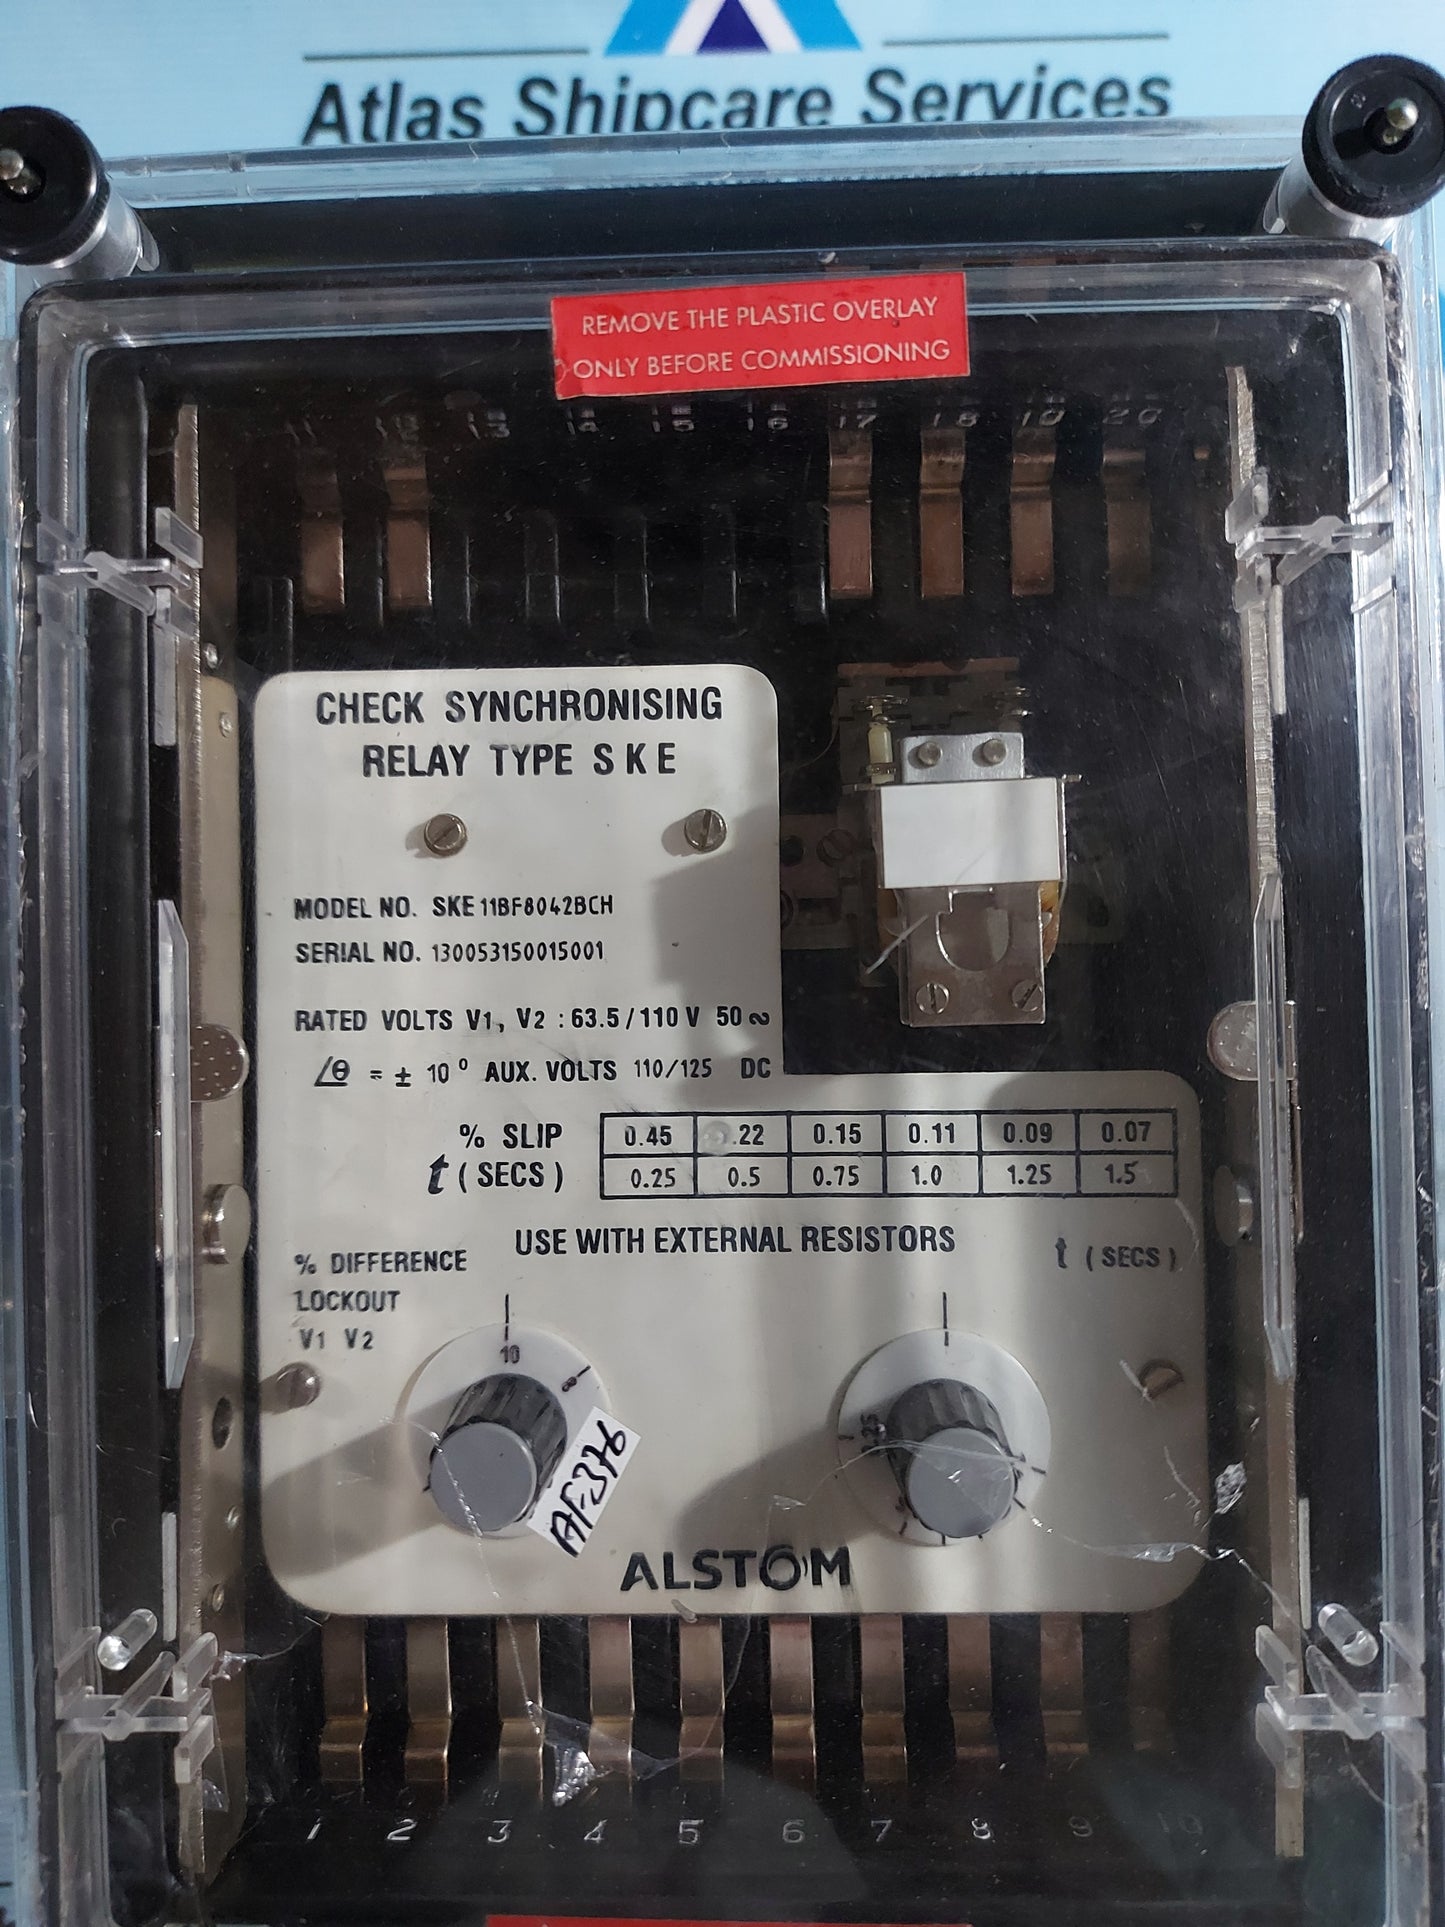 Atlas Shipcare Services
REMOVE THE PLASTIC OVERLAY
ONLY BEFORE COMMISSIONING
11 12 13 14 15 16 17 18 19 20
CHECK SYNCHRONISING
RELAY TYPE SKE
MODEL NO. SKE11BF8042BCH
SERIAL NO. 130053150015001
RATED VOLTS V1, V2 : 63.5/110 V 50 ∿
∠θ = ± 10° AUX. VOLTS 110/125 DC
% SLIP 0.45 .22 0.15 0.11 0.09 0.07
t (SECS) 0.25 0.5 0.75 1.0 1.25 1.5
USE WITH EXTERNAL RESISTORS
% DIFFERENCE
LOCKOUT
V1 V2
t (SECS)
10
∞
AF-376
ALSTOM
1 2 3 4 5 6 7 8 9 10